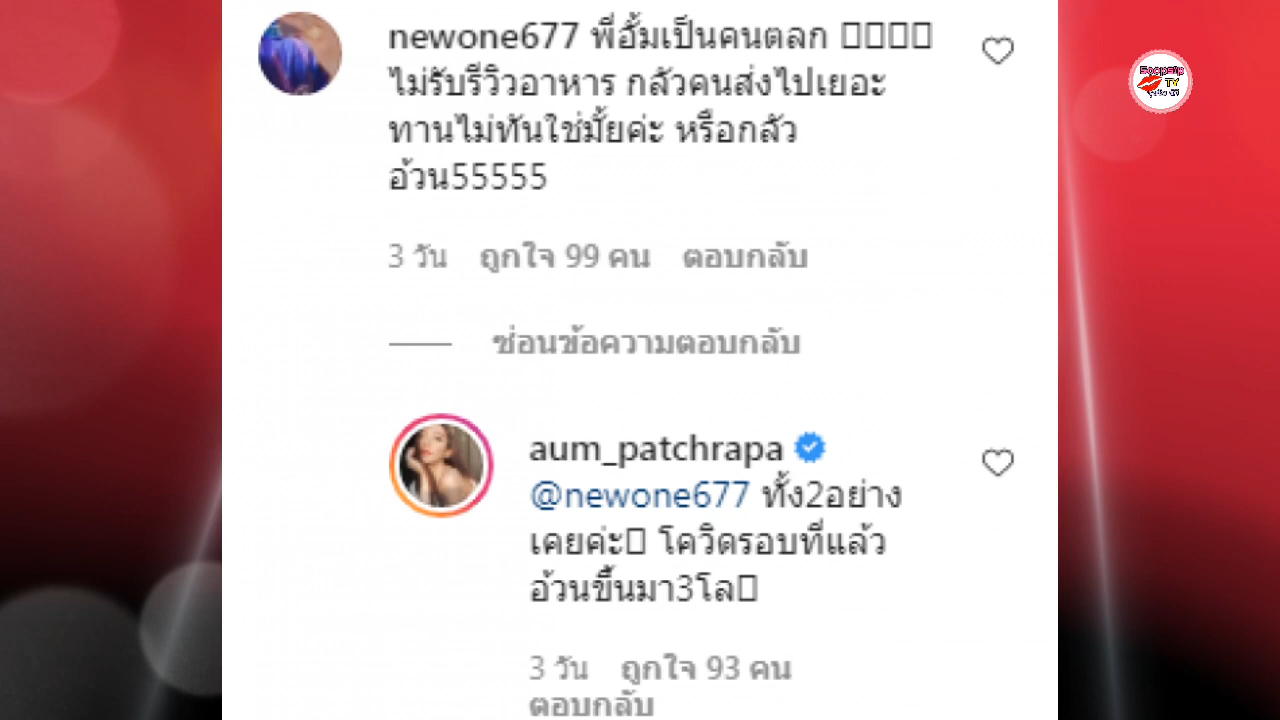 newone677 พี่อั้มเป็นคนตลก
ไม่รับรีวิวอาหาร กลัวคนส่งไปเยอะ
ทานไม่ทันใช่มั้ยค่ะ หรือกลัว
อ้วน55555
3 วัน ถูกใจ 99 คน ตอบกลับ
ซ่อนข้อความตอบกลับ
aum_patchrapa
@newone677 ทั้ง2อย่าง
เคยค่ะ โควิดรอบที่แล้ว
อ้วนขึ้นมา3โล
3 วัน ถูกใจ 93 คน
ตอบกลับ
TV